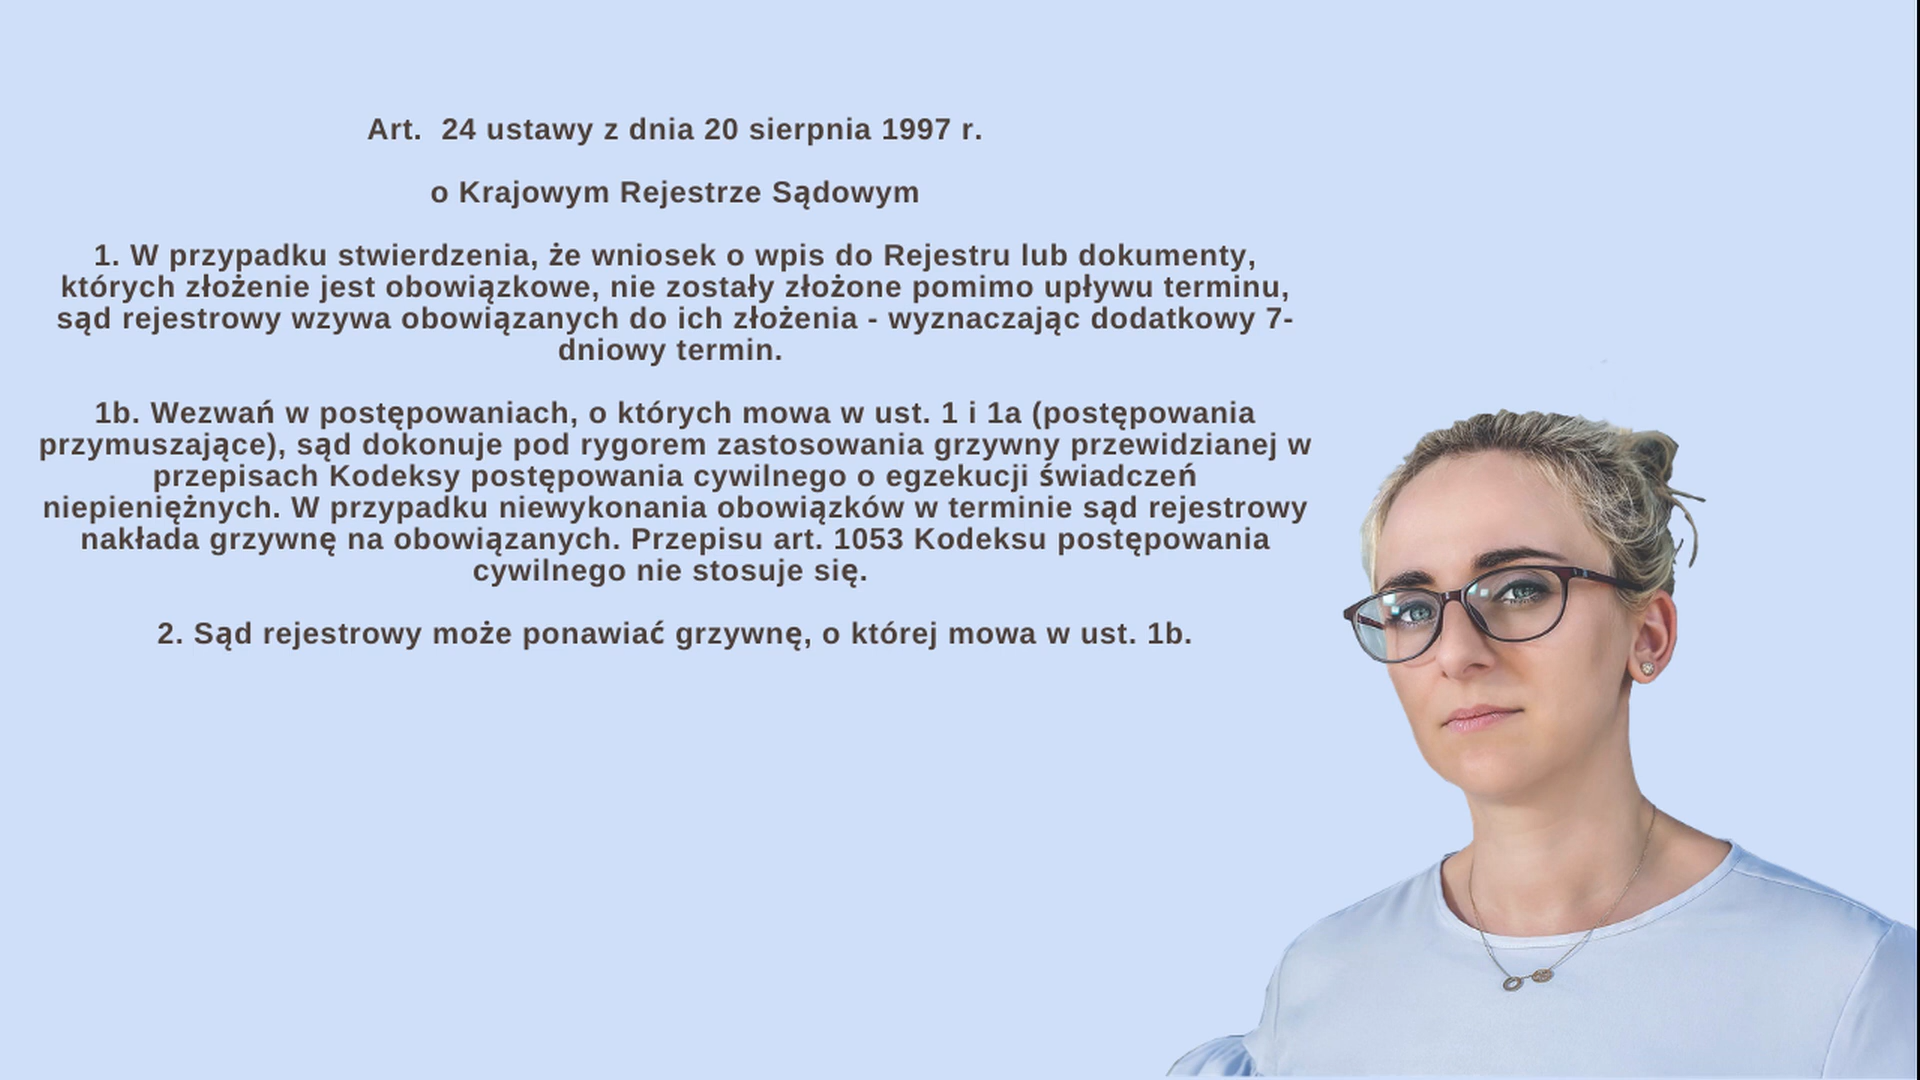 Art.  24 ustawy z dnia 20 sierpnia 1997 r.
o Krajowym Rejestrze Sądowym
1. W przypadku stwierdzenia, że wniosek o wpis do Rejestru lub dokumenty,
których złożenie jest obowiązkowe, nie zostały złożone pomimo upływu terminu,
sąd rejestrowy wzywa obowiązanych do ich złożenia - wyznaczając dodatkowy 7-
dniowy termin.
1b. Wezwań w postępowaniach, o których mowa w ust. 1 i 1a (postępowania
przymuszające), sąd dokonuje pod rygorem zastosowania grzywny przewidzianej w
przepisach Kodeksy postępowania cywilnego o egzekucji świadczeń
niepieniężnych. W przypadku niewykonania obowiązków w terminie sąd rejestrowy
nakłada grzywnę na obowiązanych. Przepisu art. 1053 Kodeksu postępowania
cywilnego nie stosuje się.
2. Sąd rejestrowy może ponawiać grzywnę, o której mowa w ust. 1b.